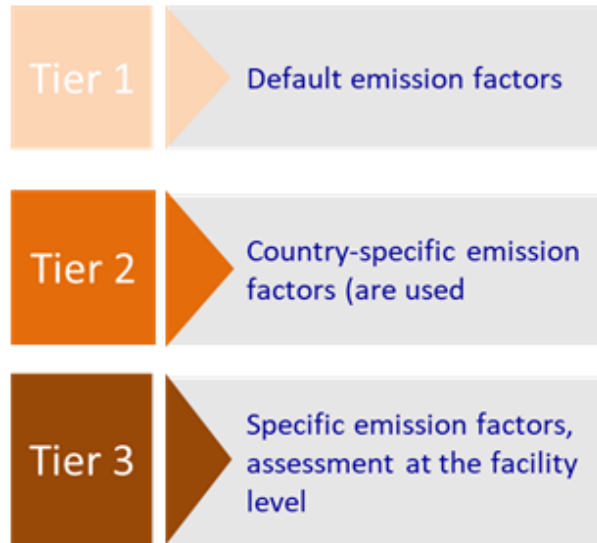 Tier 1
Default emission factors
Tier 2
Country-specific emission
factors (are used
Tier 3
Specific emission factors,
assessment at the facility
level